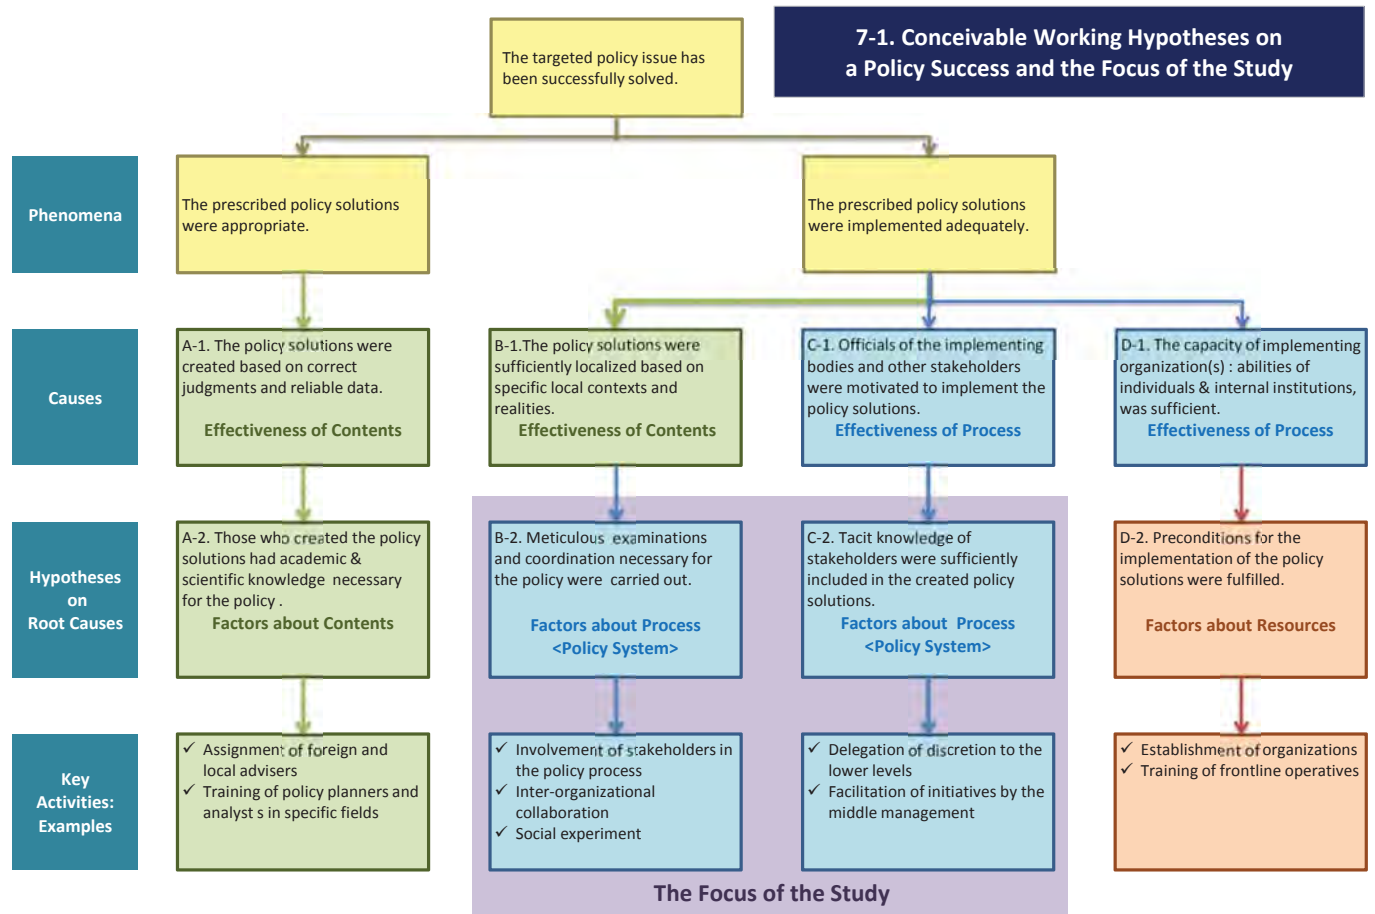 7-1. Conceivable Working Hypotheses on
a Policy Success and the Focus of the Study
The targeted policy issue has
been successfully solved.
Phenomena
The prescribed policy solutions
were appropriate.
The prescribed policy solutions
were implemented adequately.
Causes
A-1. The policy solutions were
created based on correct
judgments and reliable data.
Effectiveness of Contents
B-1.The policy solutions were
sufficiently localized based on
specific local contexts and
realities.
Effectiveness of Contents
C-1. Officials of the implementing
bodies and other stakeholders
were motivated to implement the
policy solutions.
Effectiveness of Process
D-1. The capacity of implementing
organization(s) : abilities of
individuals & internal institutions,
was sufficient.
Effectiveness of Process
Hypotheses
on
Root Causes
A-2. Those who created the policy
solutions had academic &
scientific knowledge necessary
for the policy .
Factors about Contents
B-2. Meticulous examinations
and coordination necessary for
the policy were carried out.
Factors about Process
<Policy System>
C-2. Tacit knowledge of
stakeholders were sufficiently
included in the created policy
solutions.
Factors about Process
<Policy System>
D-2. Preconditions for the
implementation of the policy
solutions were fulfilled.
Factors about Resources
Key
Activities:
Examples
✓ Assignment of foreign and
local advisers
✓ Training of policy planners and
analyst s in specific fields
✓ Involvement of stakeholders in
the policy process
✓ Inter-organizational
collaboration
✓ Social experiment
✓ Delegation of discretion to the
lower levels
✓ Facilitation of initiatives by the
middle management
✓ Establishment of organizations
✓ Training of frontline operatives
The Focus of the Study